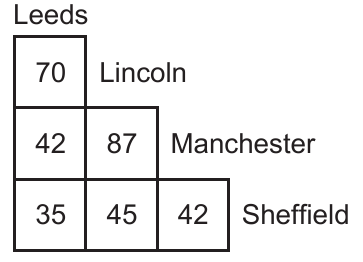 Leeds
70 Lincoln
42 87 Manchester
35 45 42 Sheffield